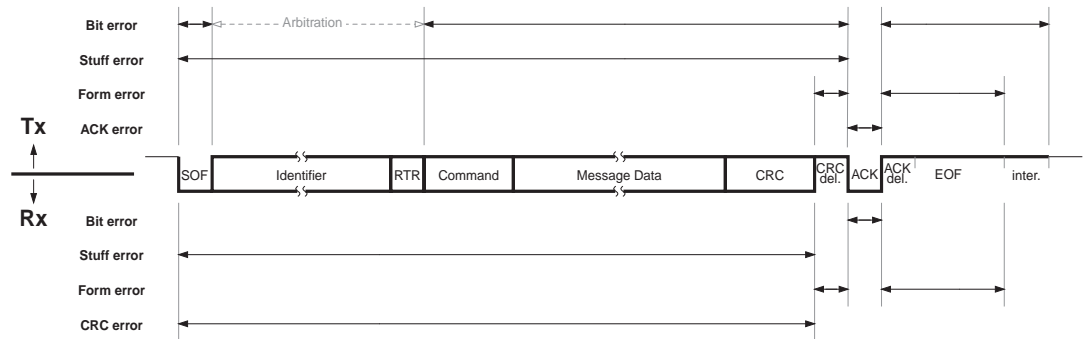 Bit error
Arbitration
Stuff error
Form error
Tx
ACK error
SOF Identifier RTR Command Message Data CRC CRC del. ACK ACK del. EOF inter.
Rx
Bit error
Stuff error
Form error
CRC error